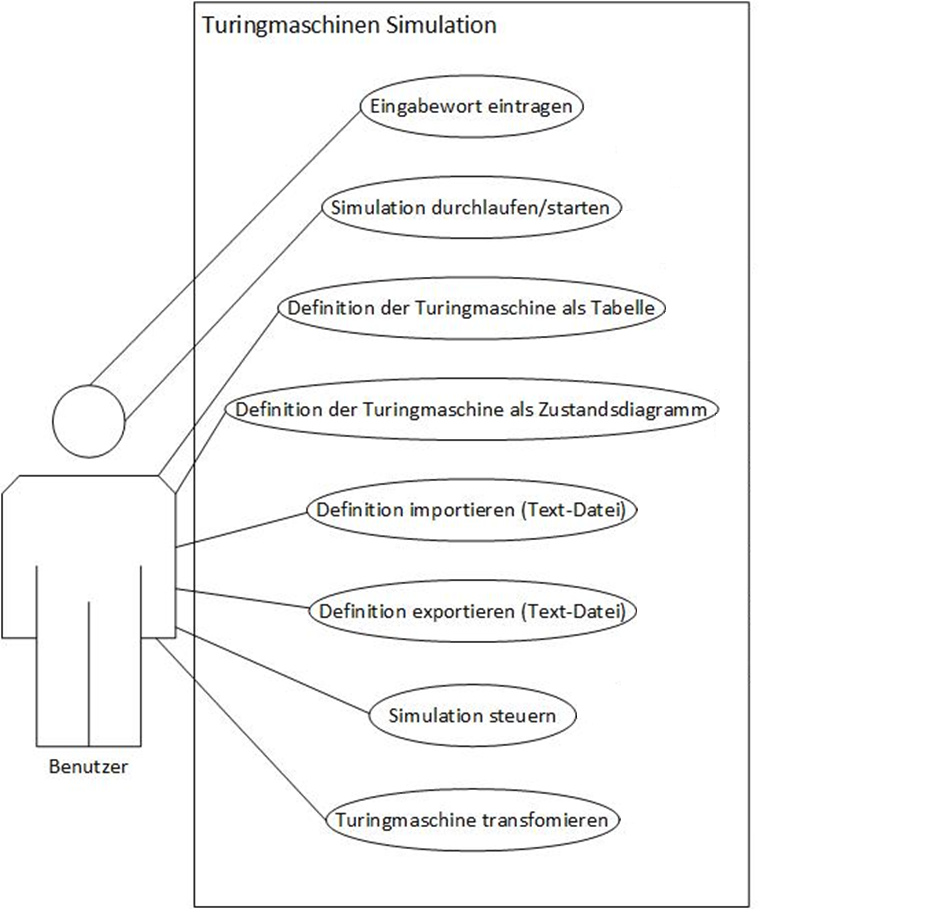 Turingmaschinen Simulation
Eingabewort eintragen
Simulation durchlaufen/starten
Definition der Turingmaschine als Tabelle
Definition der Turingmaschine als Zustandsdiagramm
Definition importieren (Text-Datei)
Definition exportieren (Text-Datei)
Simulation steuern
Benutzer
Turingmaschine transfomieren